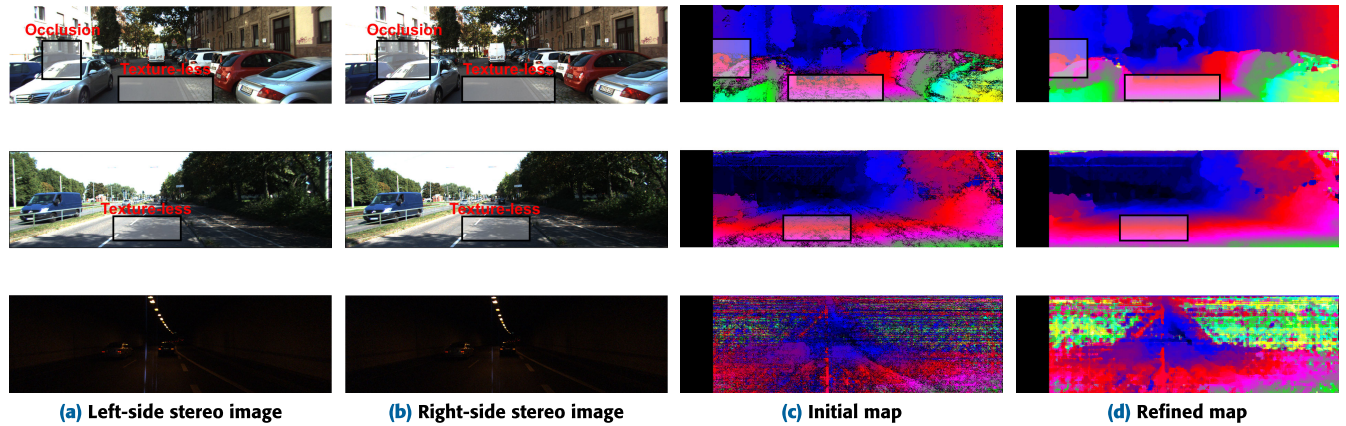 Occlusion
Texture-less
Occlusion
Texture-less
Texture-less
Texture-less
(a) Left-side stereo image
(b) Right-side stereo image
(c) Initial map
(d) Refined map